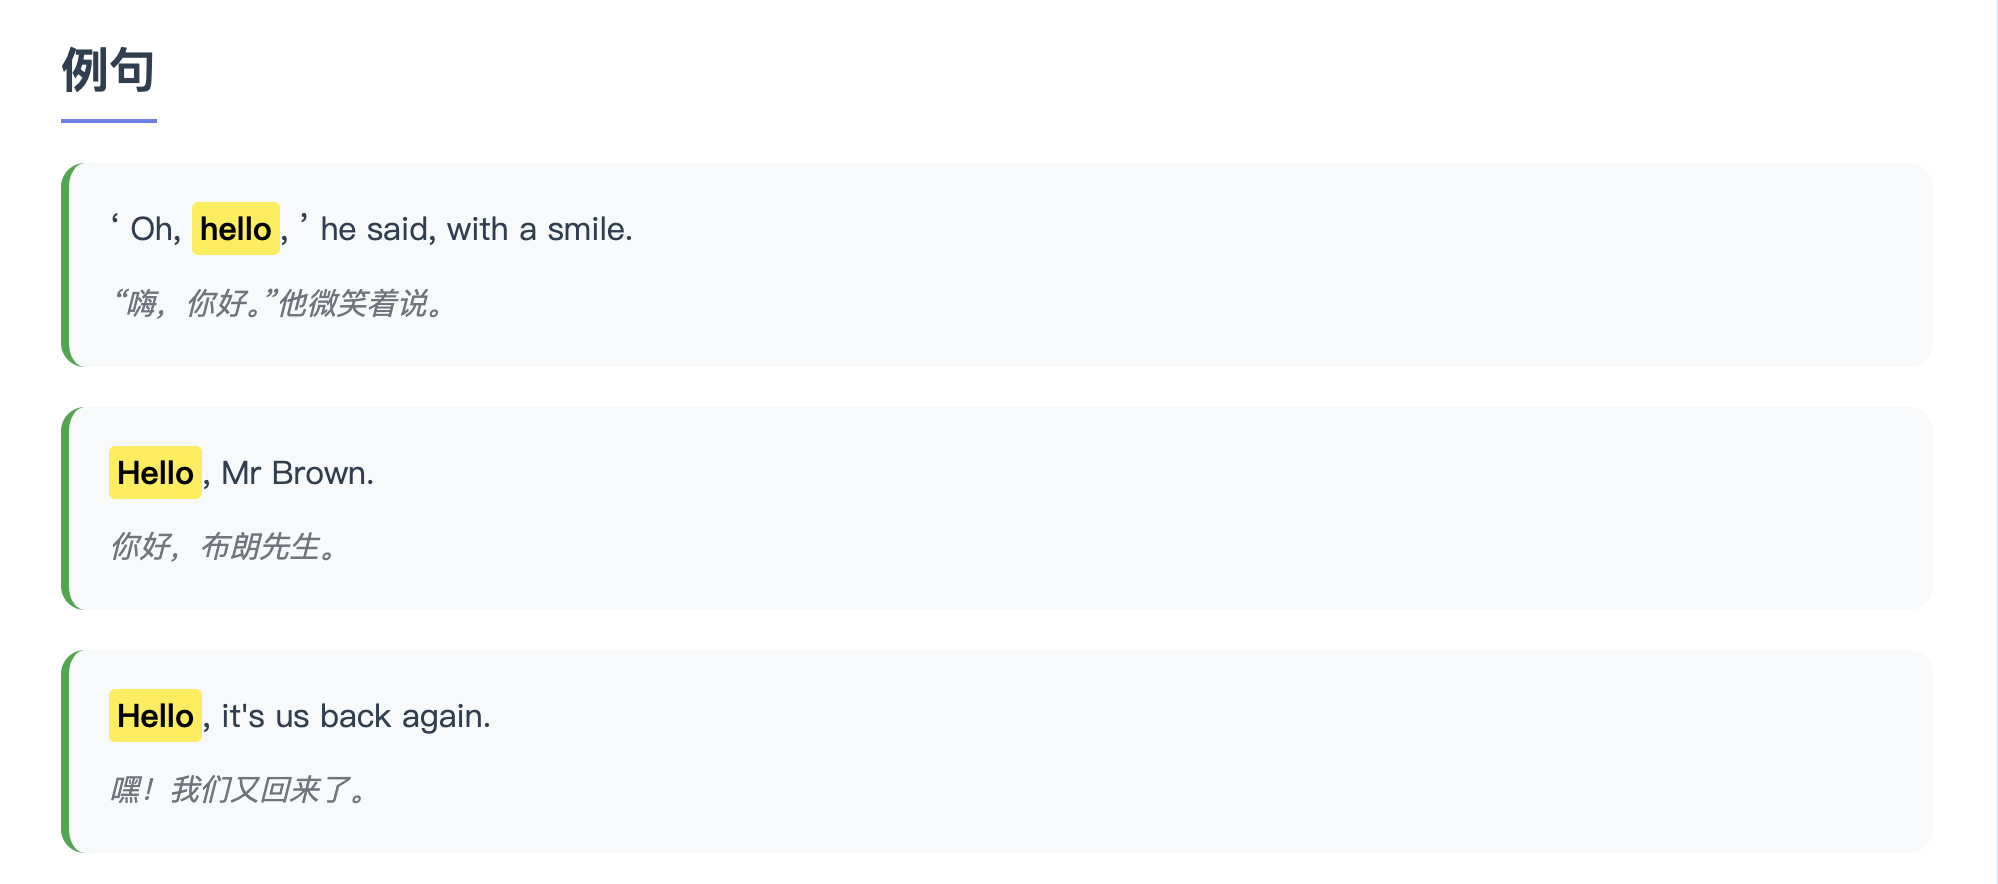 例句
‘ Oh, hello, ’ he said, with a smile.
“嗨，你好。”他微笑着说。
Hello, Mr Brown.
你好，布朗先生。
Hello, it's us back again.
嘿！我们又回来了。